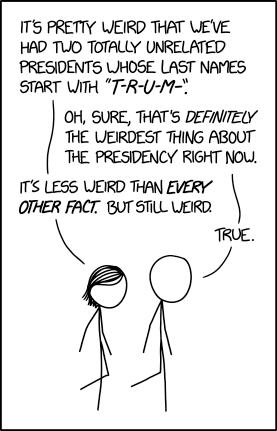 IT'S PRETTY WEIRD THAT WE'VE
HAD TWO TOTALLY UNRELATED
PRESIDENTS WHOSE LAST NAMES
START WITH "T-R-U-M-".
OH, SURE, THAT'S DEFINITELY
THE WEIRDEST THING ABOUT
THE PRESIDENCY RIGHT NOW.
IT'S LESS WEIRD THAN EVERY
OTHER FACT. BUT STILL WEIRD.
TRUE.